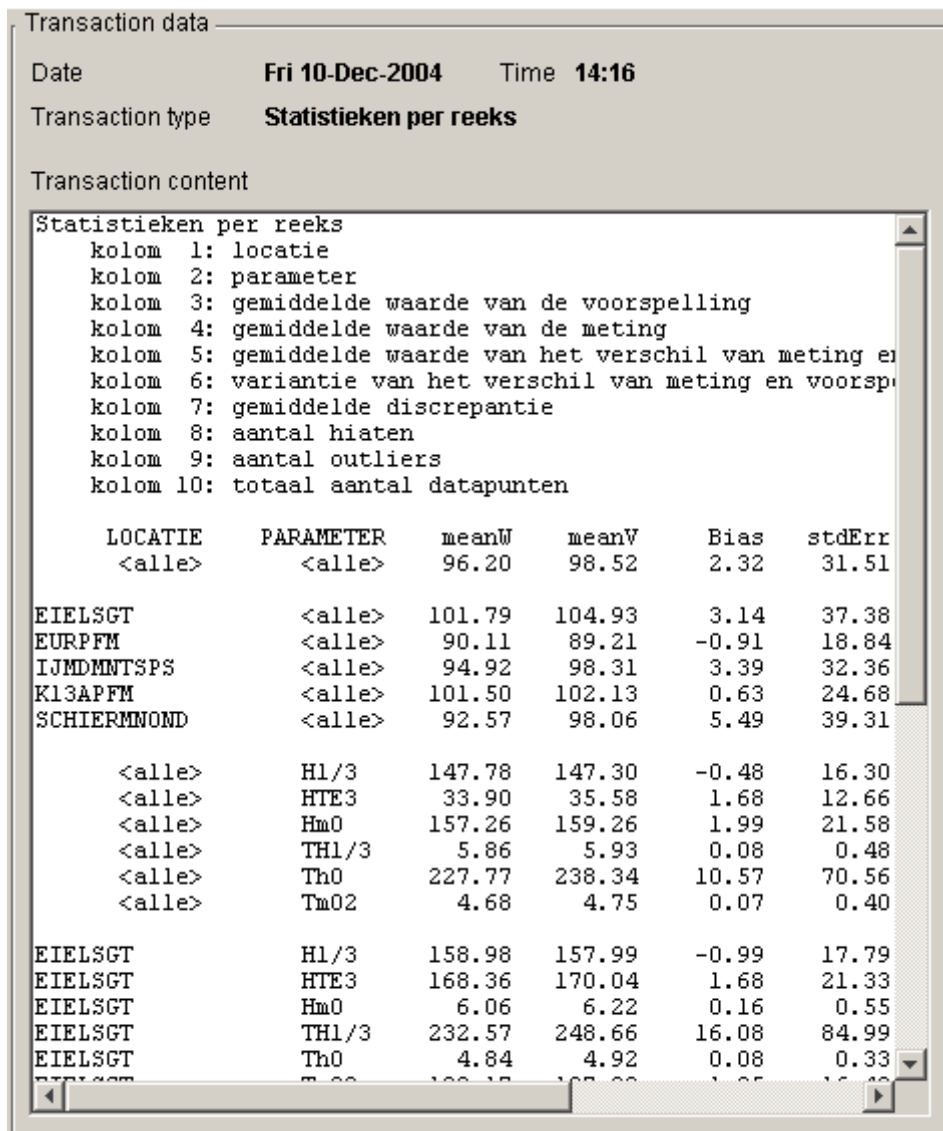 Transaction data
Date Fri 10-Dec-2004 Time 14:16
Transaction type Statistieken per reeks
Transaction content
Statistieken per reeks
kolom 1: locatie
kolom 2: parameter
kolom 3: gemiddelde waarde van de voorspelling
kolom 4: gemiddelde waarde van de meting
kolom 5: gemiddelde waarde van het verschil van meting en
kolom 6: variantie van het verschil van meting en voorsp
kolom 7: gemiddelde discrepantie
kolom 8: aantal hiaten
kolom 9: aantal outliers
kolom 10: totaal aantal datapunten
LOCATIE PARAMETER meanW meanV Bias stdErr
<alle> <alle> 96.20 98.52 2.32 31.51
EIELSGT <alle> 101.79 104.93 3.14 37.38
EURPFM <alle> 90.11 89.21 -0.91 18.84
IJMDMNTSPS <alle> 94.92 98.31 3.39 32.36
K13APFM <alle> 101.50 102.13 0.63 24.68
SCHIERMNOND <alle> 92.57 98.06 5.49 39.31
<alle> H1/3 147.78 147.30 -0.48 16.30
<alle> HTE3 33.90 35.58 1.68 12.66
<alle> Hm0 157.26 159.26 1.99 21.58
<alle> TH1/3 5.86 5.93 0.08 0.48
<alle> Th0 227.77 238.34 10.57 70.56
<alle> Tm02 4.68 4.75 0.07 0.40
EIELSGT H1/3 158.98 157.99 -0.99 17.79
EIELSGT HTE3 168.36 170.04 1.68 21.33
EIELSGT Hm0 6.06 6.22 0.16 0.55
EIELSGT TH1/3 232.57 248.66 16.08 84.99
EIELSGT Th0 4.84 4.92 0.08 0.33